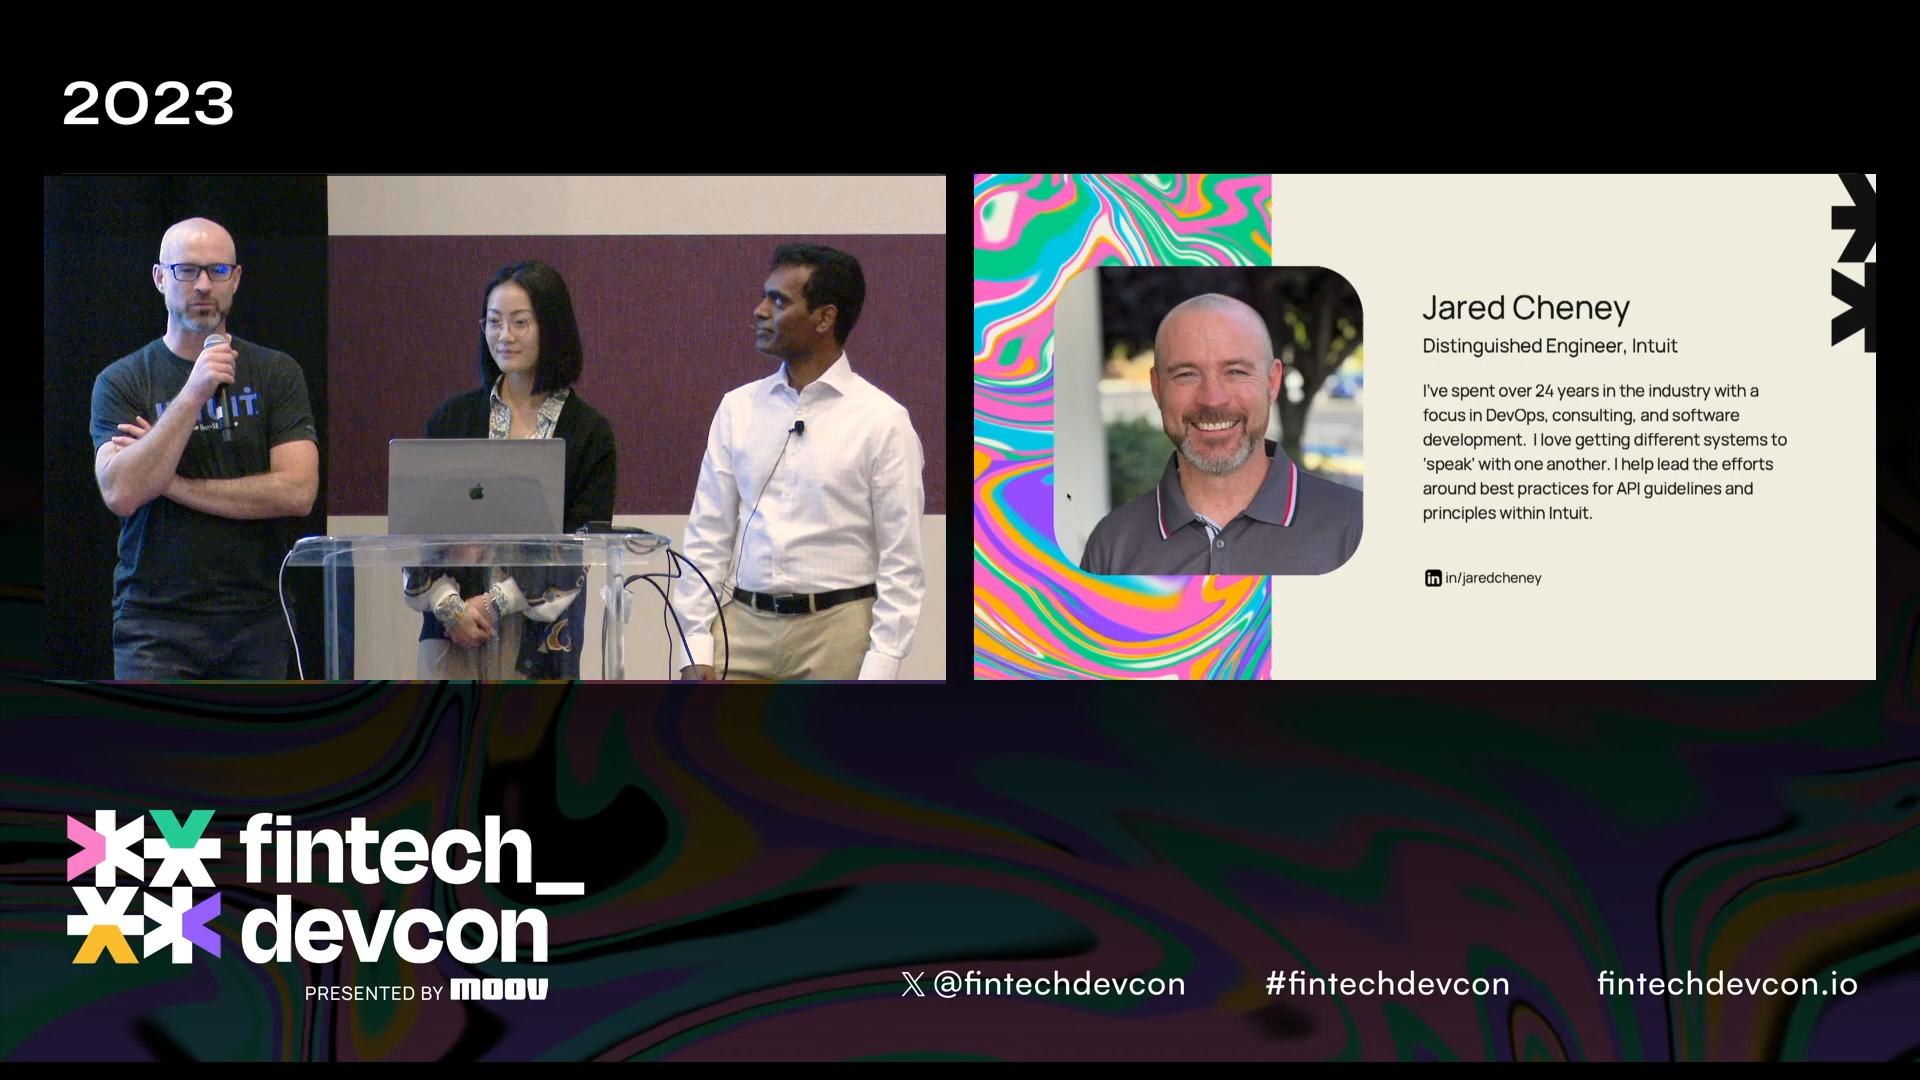 2023
INTUIT
Jared Cheney
Distinguished Engineer, Intuit
I've spent over 24 years in the industry with a
focus in DevOps, consulting, and software
development.  I love getting different systems to
'speak' with one another. I help lead the efforts
around best practices for API guidelines and
principles within Intuit.
in/jaredcheney
fintech_
devcon
PRESENTED BY moov
X @fintechdevcon
#fintechdevcon
fintechdevcon.io